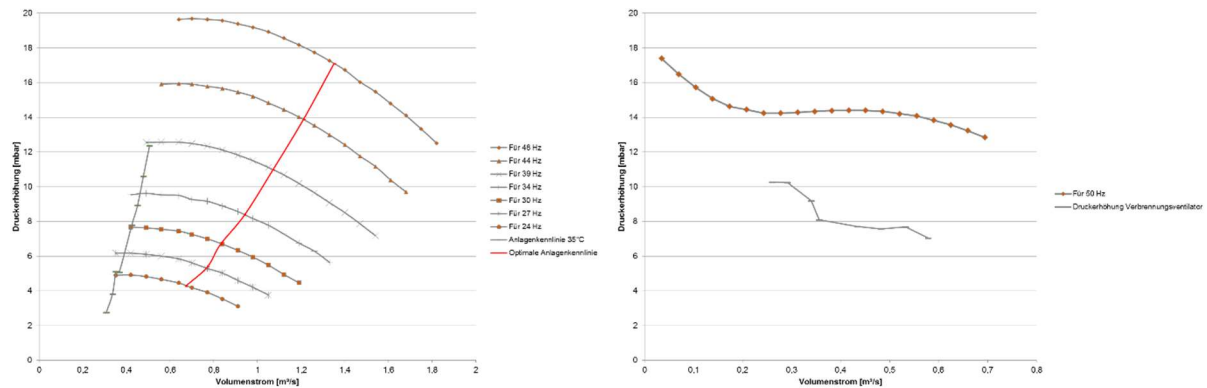 Druckerhöhung [mbar]
20
18
16
14
12
10
8
6
4
2
0
0
0,2
0,4
0,6
0,8
1
1,2
1,4
1,6
1,8
2
Volumenstrom [m³/s]
Für 46 Hz
Für 44 Hz
Für 39 Hz
Für 34 Hz
Für 30 Hz
Für 27 Hz
Für 24 Hz
Anlagenkennlinie 35°C
Optimale Anlagenkennlinie
Druckerhöhung [mbar]
20
18
16
14
12
10
8
6
4
2
0
0
0,1
0,2
0,3
0,4
0,5
0,6
0,7
0,8
Volumenstrom [m³/s]
Für 50 Hz
Druckerhöhung Verbrennungsventilator